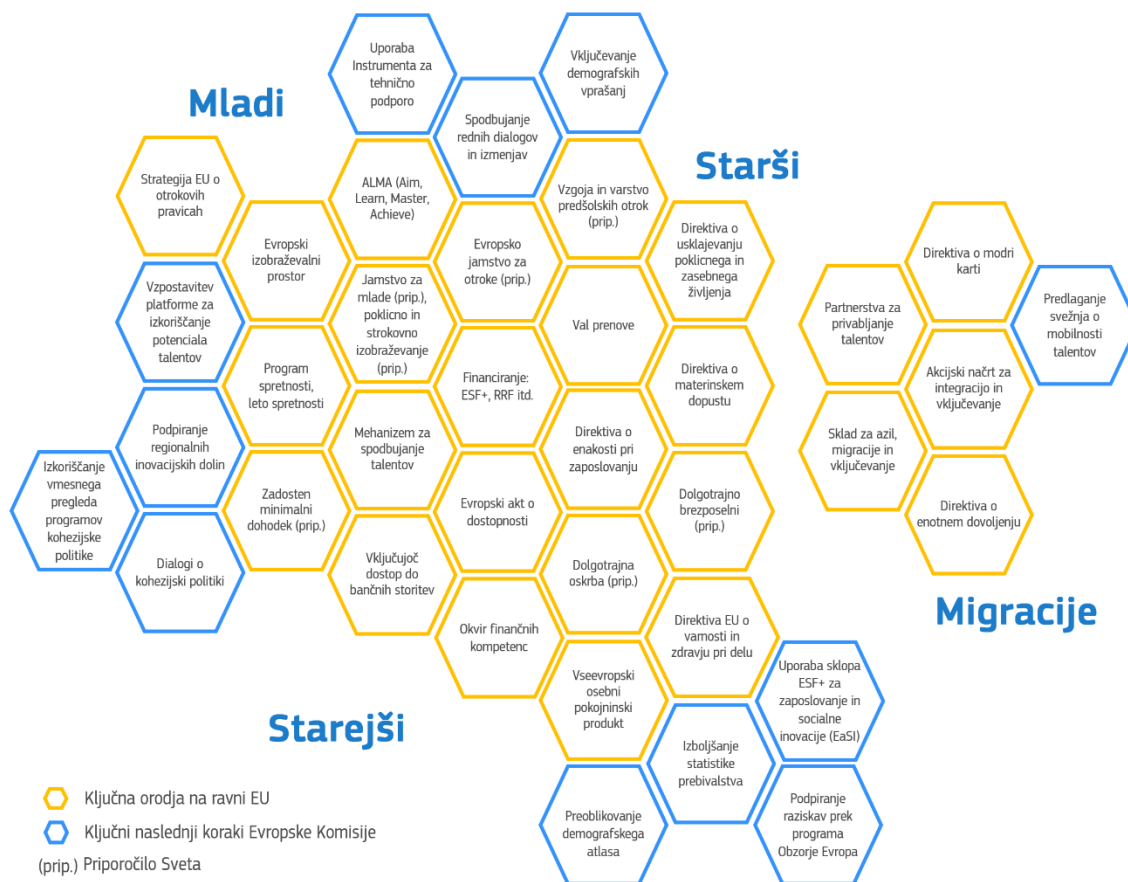 Mladi
Starši
Uporaba
Instrumenta za
tehnično
podporo
Vključevanje
demografskih
vprašanj
Spodbujanje
rednih dialogov
in izmenjav
Strategija EU o
otrokovih
pravicah
ALMA (Aim,
Learn, Master,
Achieve)
Vzgoja in varstvo
predšolskih otrok
(prip.)
Evropski
izobraževalni
prostor
Evropsko
jamstvo za
otroke (prip.)
Direktiva o
usklajevanju
poklicnega in
zasebnega
življenja
Vzpostavitev
platforme za
izkoriščanje
potenciala
talentov
Jamstvo za
mlade (prip.),
poklicno in
strokovno
izobraževanje
(prip.)
Val prenove
Program
spretnosti,
leto spretnosti
Financiranje:
ESF+, RRF itd.
Direktiva o
materinskem
dopustu
Podpiranje
regionalnih
inovacijskih dolin
Mehanizem za
spodbujanje
talentov
Direktiva o
enakosti pri
zaposlovanju
Izkoriščanje
vmesnega
pregleda
programov
kohezijske
politike
Zadosten
minimalni
dohodek (prip.)
Evropski akt o
dostopnosti
Dolgotrajno
brezposelni
(prip.)
Dialogi o
kohezijski politiki
Vključujoč
dostop do
bančnih storitev
Dolgotrajna
oskrba (prip.)
Okvir finančnih
kompetenc
Direktiva EU o
varnosti in
zdravju pri delu
Vseevropski
osebni
pokojninski
produkt
Uporaba sklopa
ESF+ za
zaposlovanje in
socialne
inovacije (EaSI)
Izboljšanje
statistike
prebivalstva
Preoblikovanje
demografskega
atlasa
Podpiranje
raziskav prek
programa
Obzorje Evropa
Starejši
Direktiva o modri
karti
Partnerstva za
privabljanje
talentov
Predlaganje
svežnja o
mobilnosti
talentov
Akcijski načrt za
integracijo in
vključevanje
Sklad za azil,
migracije in
vključevanje
Direktiva o
enotnem dovoljenju
Migracije
Ključna orodja na ravni EU
Ključni naslednji koraki Evropske Komisije
(prip.) Priporočilo Sveta